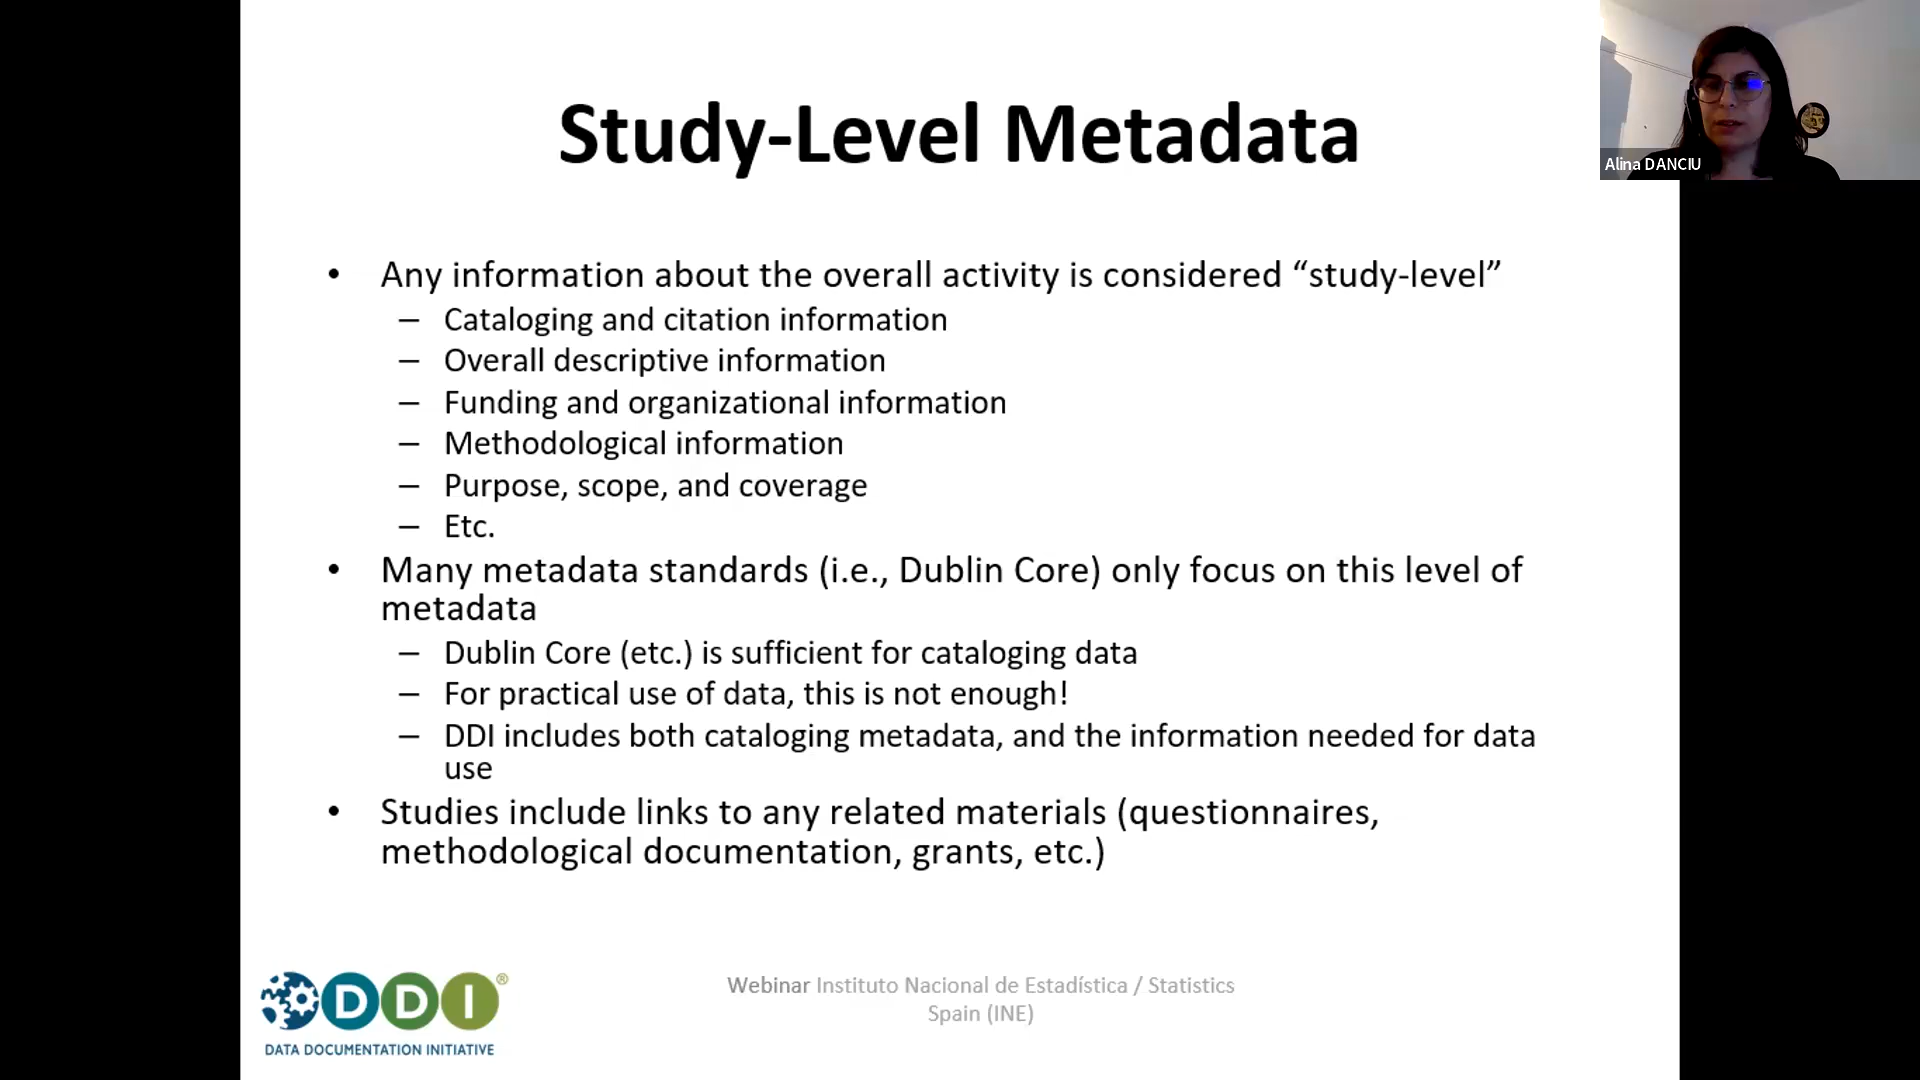 Study-Level Metadata
Alina DANCIU
• Any information about the overall activity is considered “study-level”
– Cataloging and citation information
– Overall descriptive information
– Funding and organizational information
– Methodological information
– Purpose, scope, and coverage
– Etc.
• Many metadata standards (i.e., Dublin Core) only focus on this level of
metadata
– Dublin Core (etc.) is sufficient for cataloging data
– For practical use of data, this is not enough!
– DDI includes both cataloging metadata, and the information needed for data
use
• Studies include links to any related materials (questionnaires,
methodological documentation, grants, etc.)
DDI®
DATA DOCUMENTATION INITIATIVE
Webinar Instituto Nacional de Estadística / Statistics
Spain (INE)